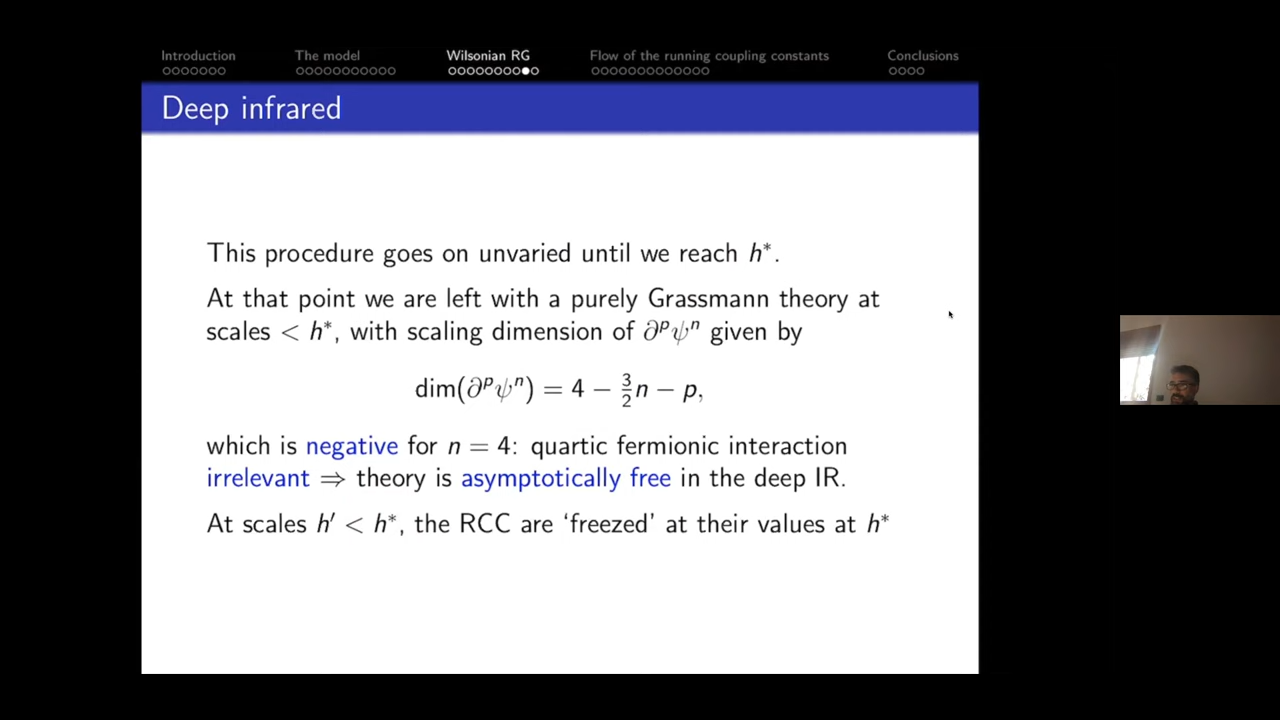 Introduction The model Wilsonian RG Flow of the running coupling constants Conclusions
Deep infrared
This procedure goes on unvaried until we reach h*.
At that point we are left with a purely Grassmann theory at
scales < h*, with scaling dimension of ∂ᵖψⁿ given by
dim(∂ᵖψⁿ) = 4 − 3/2 n − p,
which is negative for n = 4: quartic fermionic interaction
irrelevant ⇒ theory is asymptotically free in the deep IR.
At scales h′ < h*, the RCC are ‘freezed’ at their values at h*